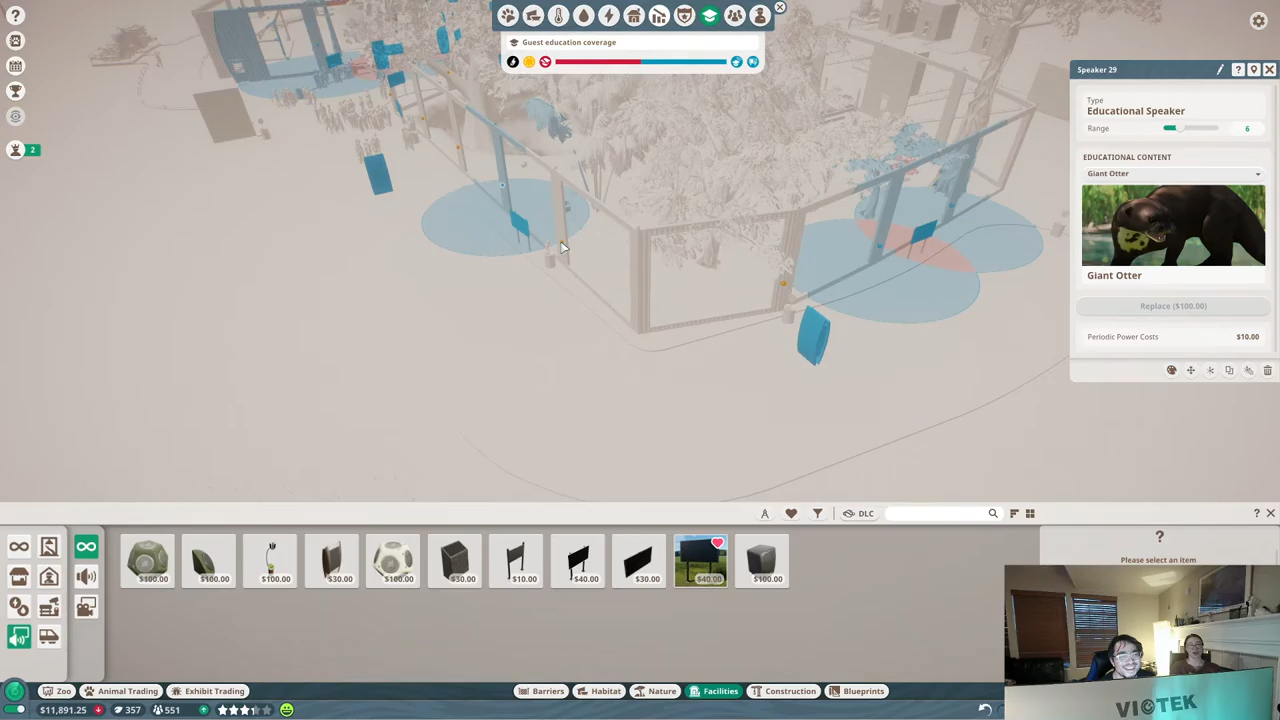 Guest education coverage
Speaker 29
?
Type
Educational Speaker
Range
6
2
EDUCATIONAL CONTENT
Giant Otter
Giant Otter
Replace ($100.00)
Periodic Power Costs $10.00
DLC
?
?
Please select an item
$100.00 $100.00 $100.00 $30.00 $100.00 $30.00 $10.00 $40.00 $30.00 $40.00 $100.00
Zoo Animal Trading Exhibit Trading Barriers Habitat Nature Facilities Construction Blueprints
$11,891.25 357 551
VIOTEK